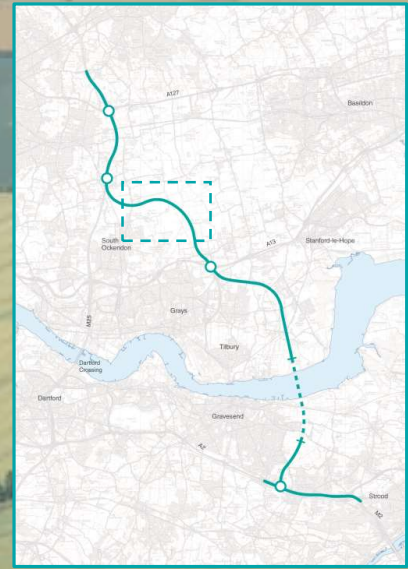 A127
Basildon
South
Ockendon
A13
Stanford-le-Hope
M25
Grays
Tilbury
Dartford
Crossing
Dartford
Gravesend
A2
Strood
M2